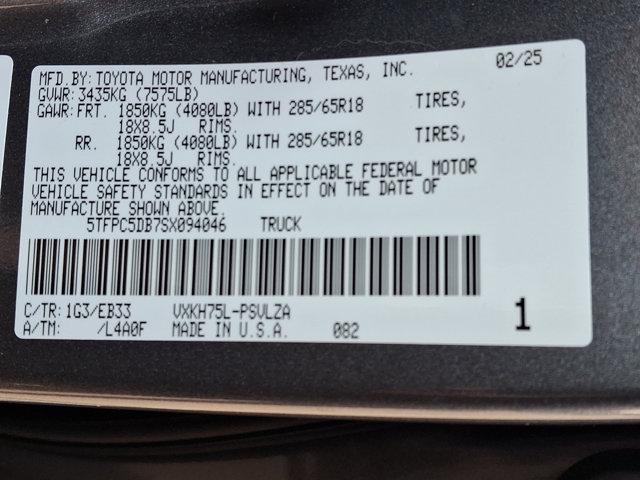 MFD.BY: TOYOTA MOTOR MANUFACTURING, TEXAS, INC. 02/25
GVWR: 3435KG (7575LB)
GAWR: FRT. 1850KG (4080LB) WITH 285/65R18 TIRES,
18X8.5J RIMS.
RR. 1850KG (4080LB) WITH 285/65R18 TIRES,
18X8.5J RIMS.
THIS VEHICLE CONFORMS TO ALL APPLICABLE FEDERAL MOTOR
VEHICLE SAFETY STANDARDS IN EFFECT ON THE DATE OF
MANUFACTURE SHOWN ABOVE.
5TFPC5DB7SX094046 TRUCK
C/TR: 1G3/EB33 VXKH75L-PSVLZA
A/TM: /L4A0F MADE IN U.S.A. 082 1